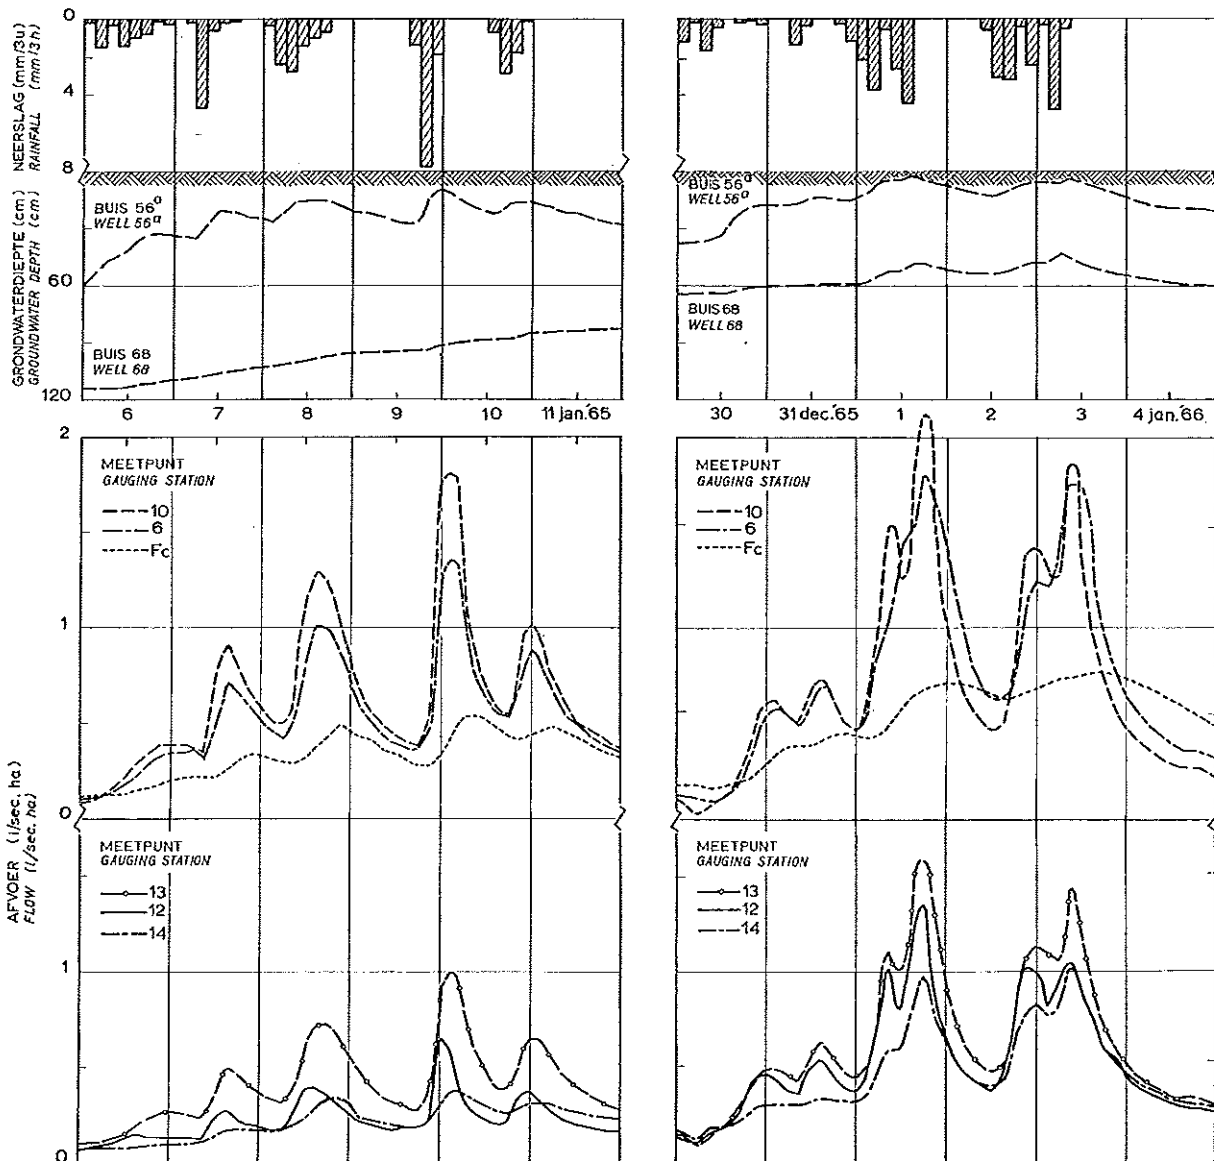 NEERSLAG (mm/3u)
RAINFALL (mm/3h)
0
4
8
GRONDWATERDIEPTE (cm)
GROUNDWATER DEPTH (cm)
60
120
BUIS 56a
WELL 56a
BUIS 68
WELL 68
BUIS 56a
WELL 56a
BUIS 68
WELL 68
6 7 8 9 10 11 jan.'65
30 31 dec.'65 1 2 3 4 jan.'66
AFVOER (l/sec. ha)
FLOW (l/sec. ha)
2
1
0
MEETPUNT
GAUGING STATION
10
6
Fc
MEETPUNT
GAUGING STATION
10
6
Fc
1
0
MEETPUNT
GAUGING STATION
13
12
14
MEETPUNT
GAUGING STATION
13
12
14